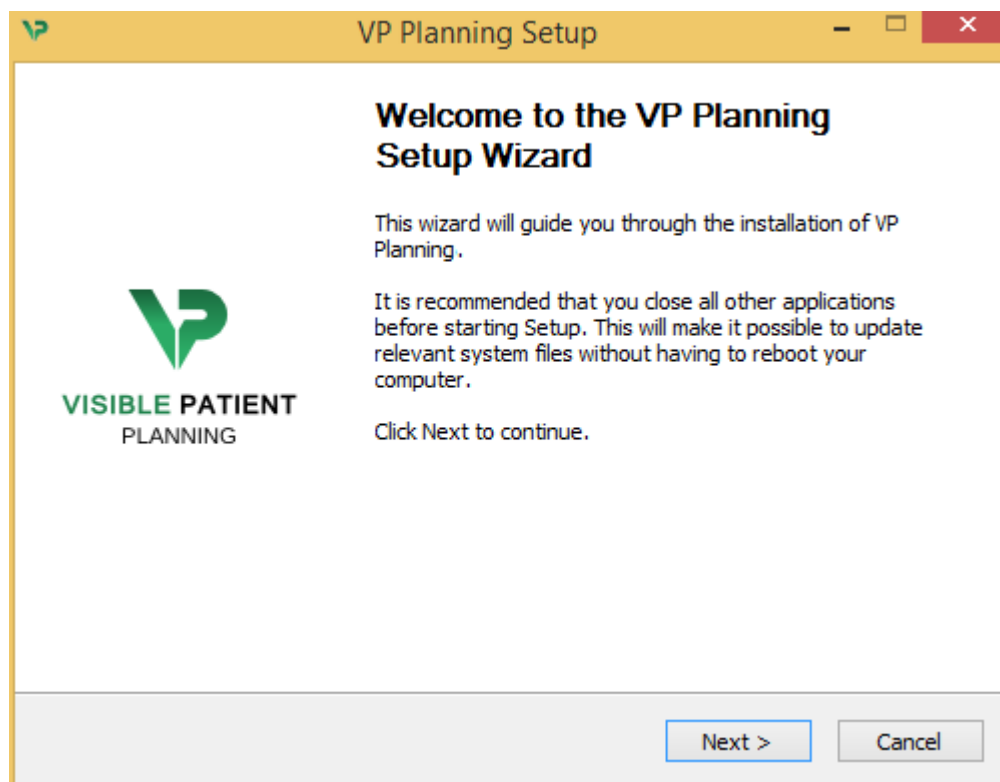 VP Planning Setup
Welcome to the VP Planning
Setup Wizard
This wizard will guide you through the installation of VP
Planning.
It is recommended that you close all other applications
before starting Setup. This will make it possible to update
relevant system files without having to reboot your
computer.
Click Next to continue.
VP
VISIBLE PATIENT
PLANNING
Next >
Cancel